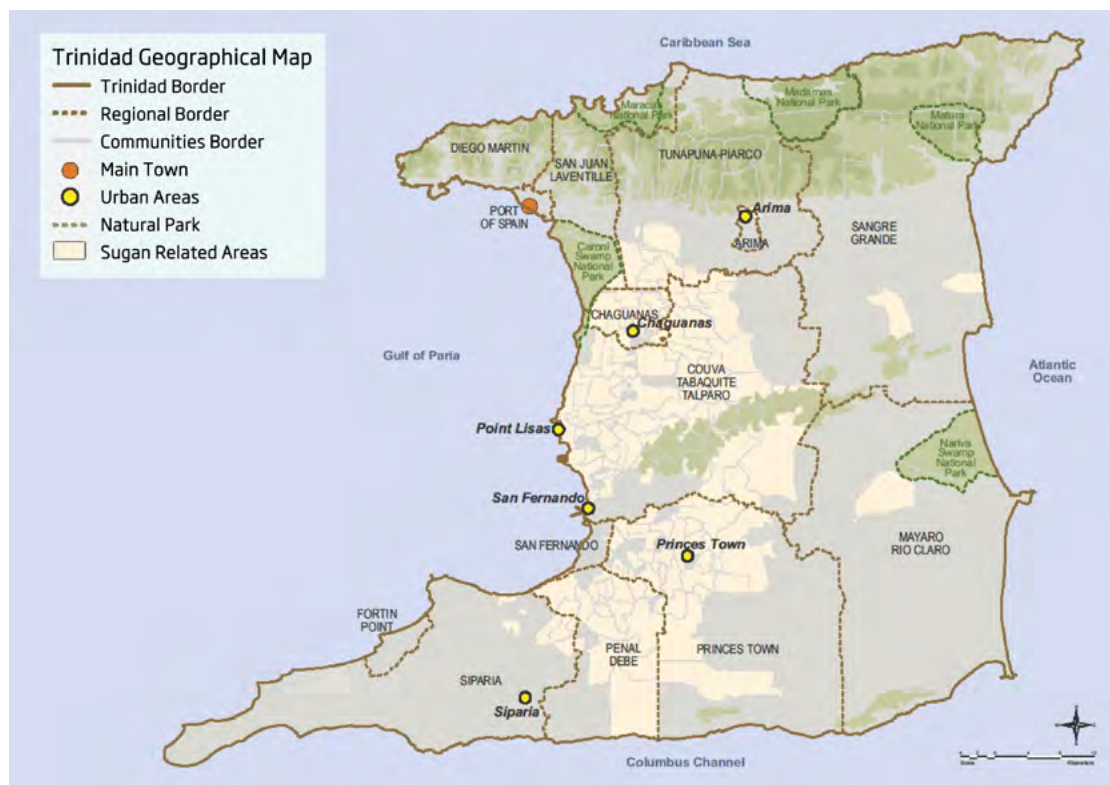 Trinidad Geographical Map
Trinidad Border
Regional Border
Communities Border
Main Town
Urban Areas
Natural Park
Sugan Related Areas
Caribbean Sea
Maracas
National Park
Madamas
National Park
Matura
National Park
DIEGO MARTIN
SAN JUAN
LAVENTILLE
TUNAPUNA-PIARCO
PORT
OF SPAIN
Arima
ARIMA
SANGRE
GRANDE
Caroni
Swamp
National
Park
CHAGUANAS
Chaguanas
Gulf of Paria
COUVA
TABAQUITE
TALPARO
Atlantic
Ocean
Point Lisas
Nariva
Swamp
National
Park
San Fernando
SAN FERNANDO
Princes Town
MAYARO
RIO CLARO
FORTIN
POINT
PENAL
DEBE
PRINCES TOWN
SIPARIA
Siparia
Columbus Channel